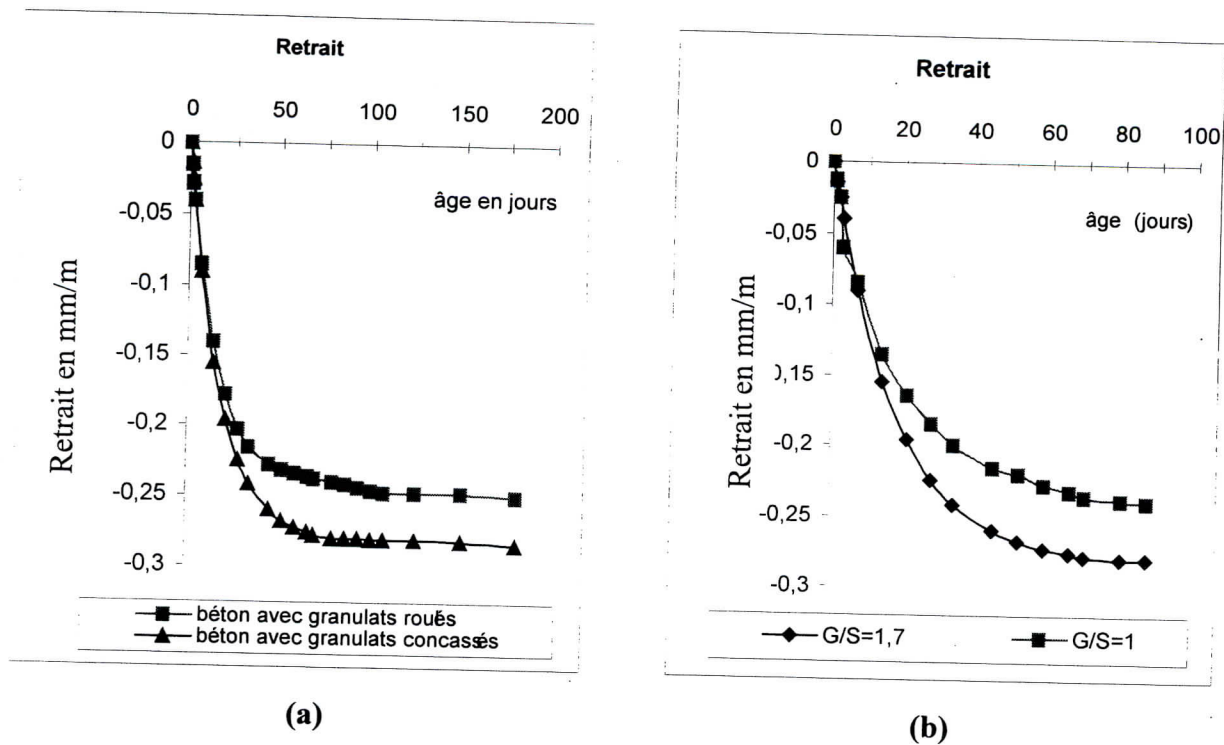 Retrait
0 50 100 150 200
0
âge en jours
-0,05
-0,1
-0,15
-0,2
-0,25
-0,3
Retrait en mm/m
béton avec granulats roulés
béton avec granulats concassés
(a)
Retrait
0 20 40 60 80 100
0
âge (jours)
-0,05
-0,1
0,15
-0,2
-0,25
-0,3
Retrait en mm/m
G/S=1,7
G/S=1
(b)